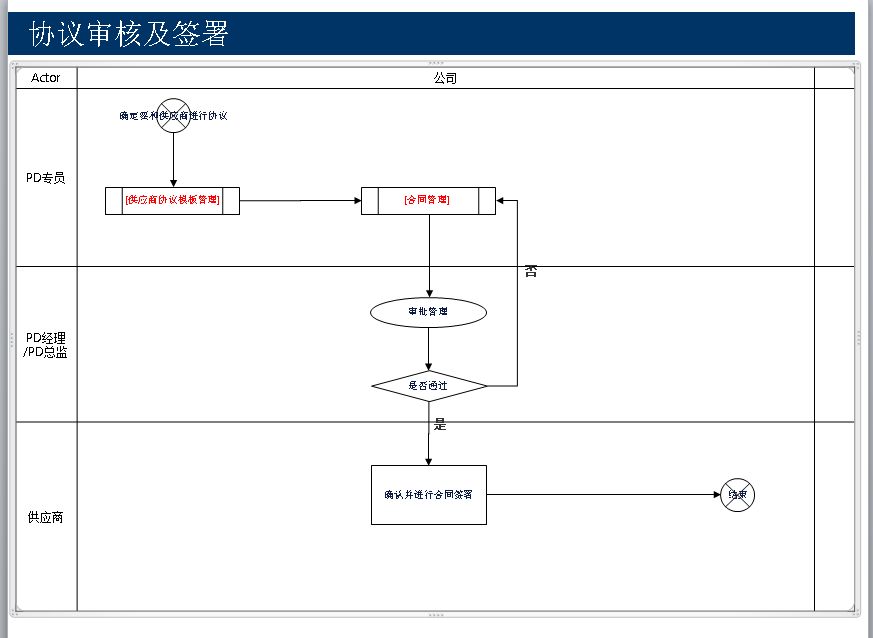 协议审核及签署
Actor
公司
确定要和供应商进行协议
PD专员
[供应商协议模板管理]
[合同管理]
否
审批管理
PD经理
/PD总监
是否通过
是
确认并进行合同签署
结束
供应商